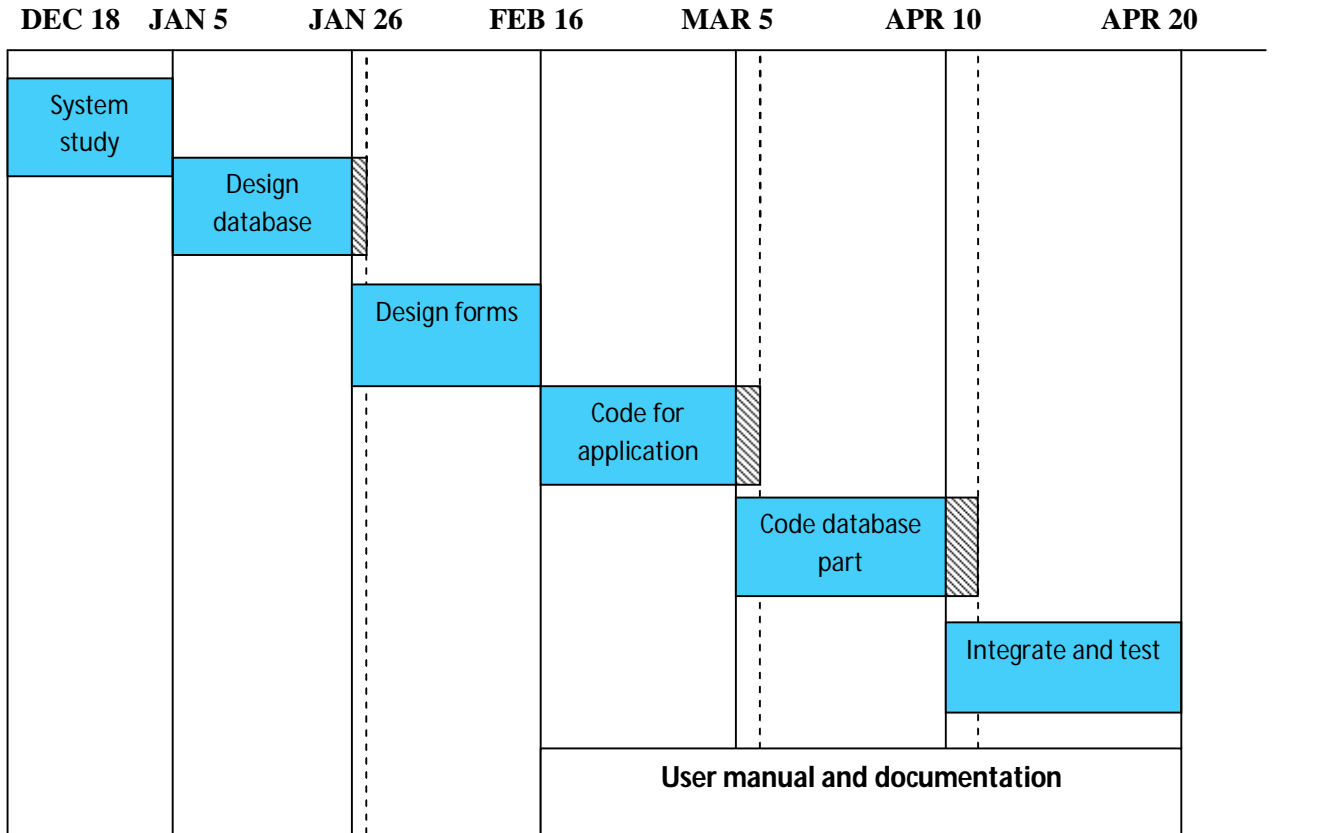 DEC 18 JAN 5 JAN 26 FEB 16 MAR 5 APR 10 APR 20
System
study
Design
database
Design forms
Code for
application
Code database
part
Integrate and test
User manual and documentation